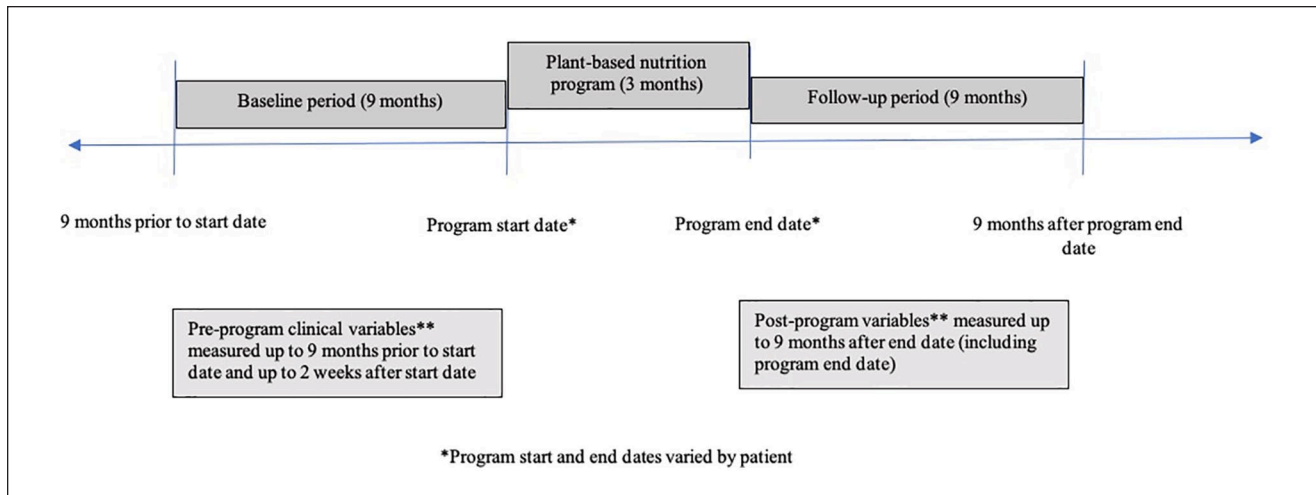 Plant-based nutrition
program (3 months)
Baseline period (9 months)
Follow-up period (9 months)
9 months prior to start date
Program start date*
Program end date*
9 months after program end
date
Pre-program clinical variables**
measured up to 9 months prior to start
date and up to 2 weeks after start date
Post-program variables** measured up
to 9 months after end date (including
program end date)
*Program start and end dates varied by patient